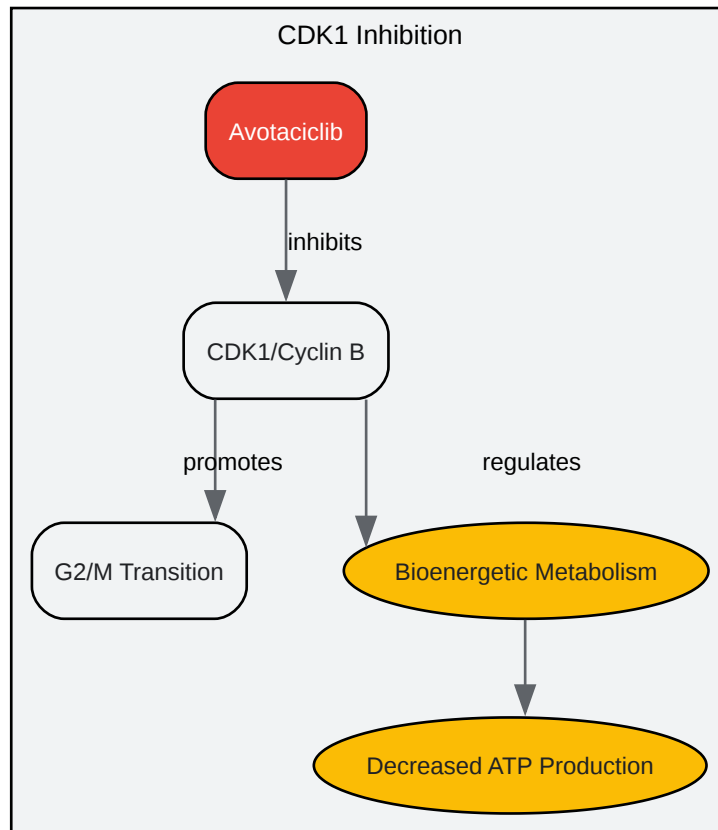 CDK1 Inhibition
Avotaciclib
inhibits
CDK1/Cyclin B
promotes
regulates
G2/M Transition
Bioenergetic Metabolism
Decreased ATP Production